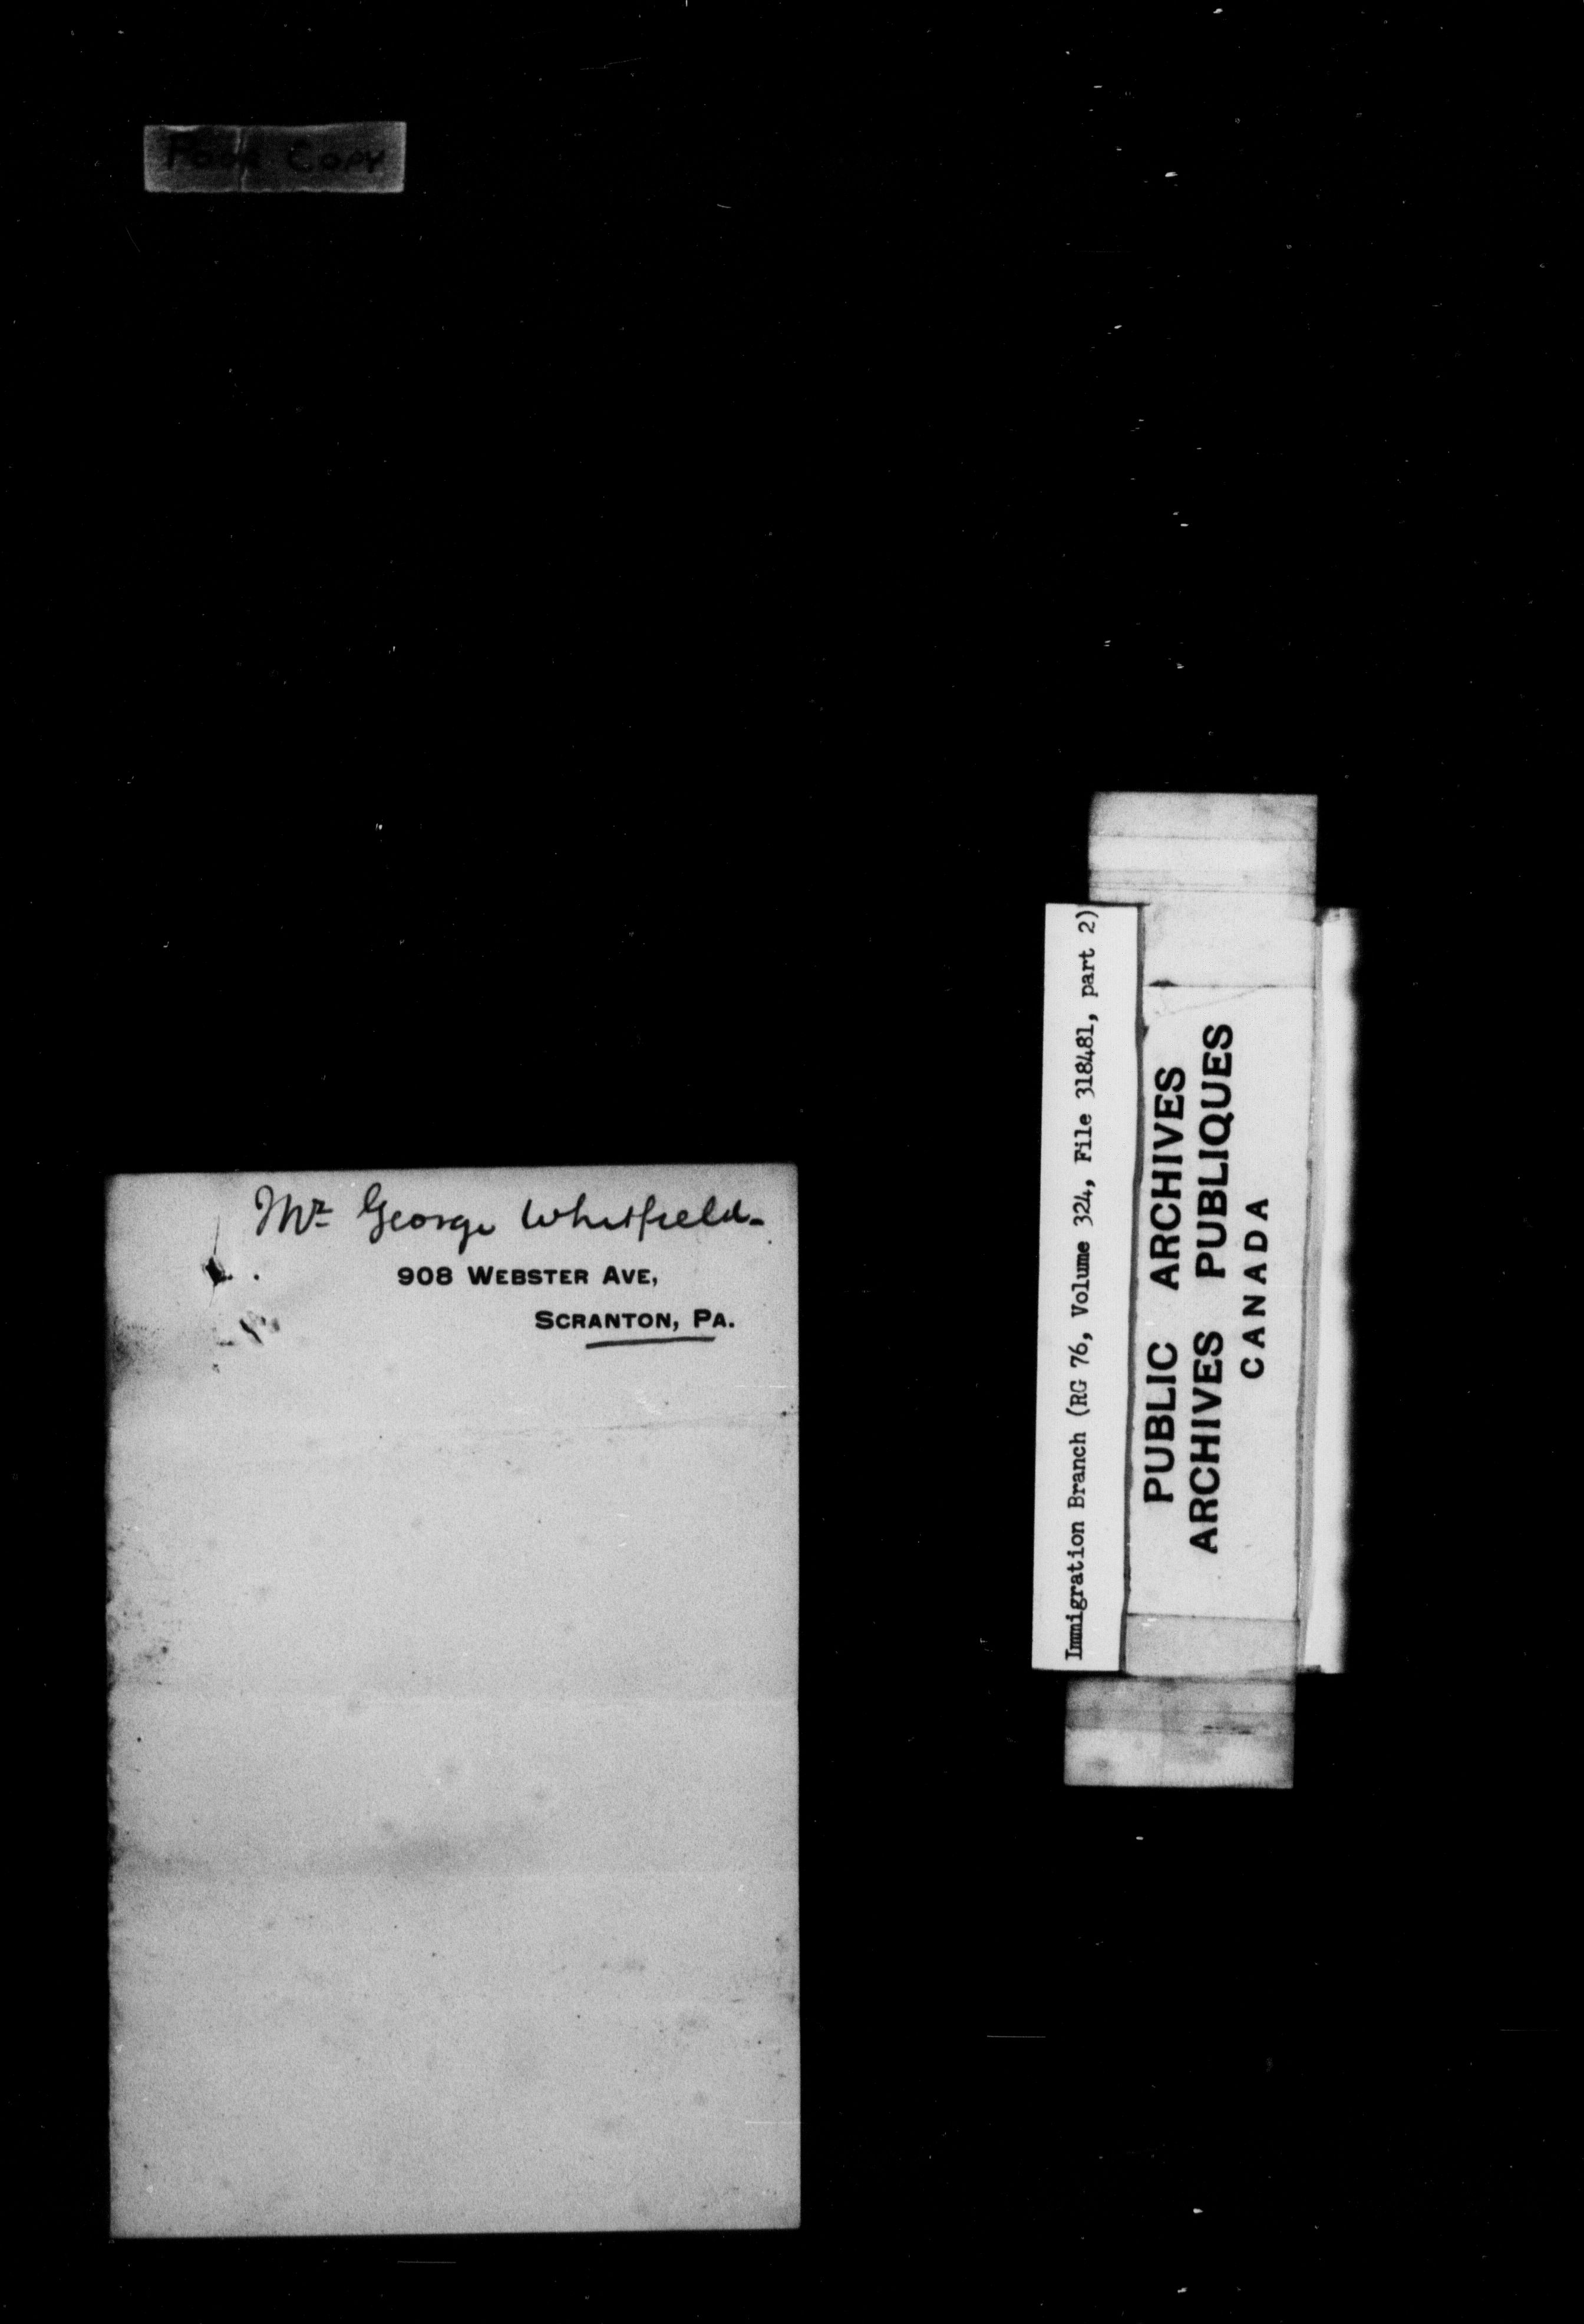 Poor Copy
Mr George Whitfield.
908 WEBSTER AVE,
SCRANTON, PA.
Immigration Branch (RG 76, Volume 324, File 318481, part 2)
PUBLIC ARCHIVES
ARCHIVES PUBLIQUES
CANADA